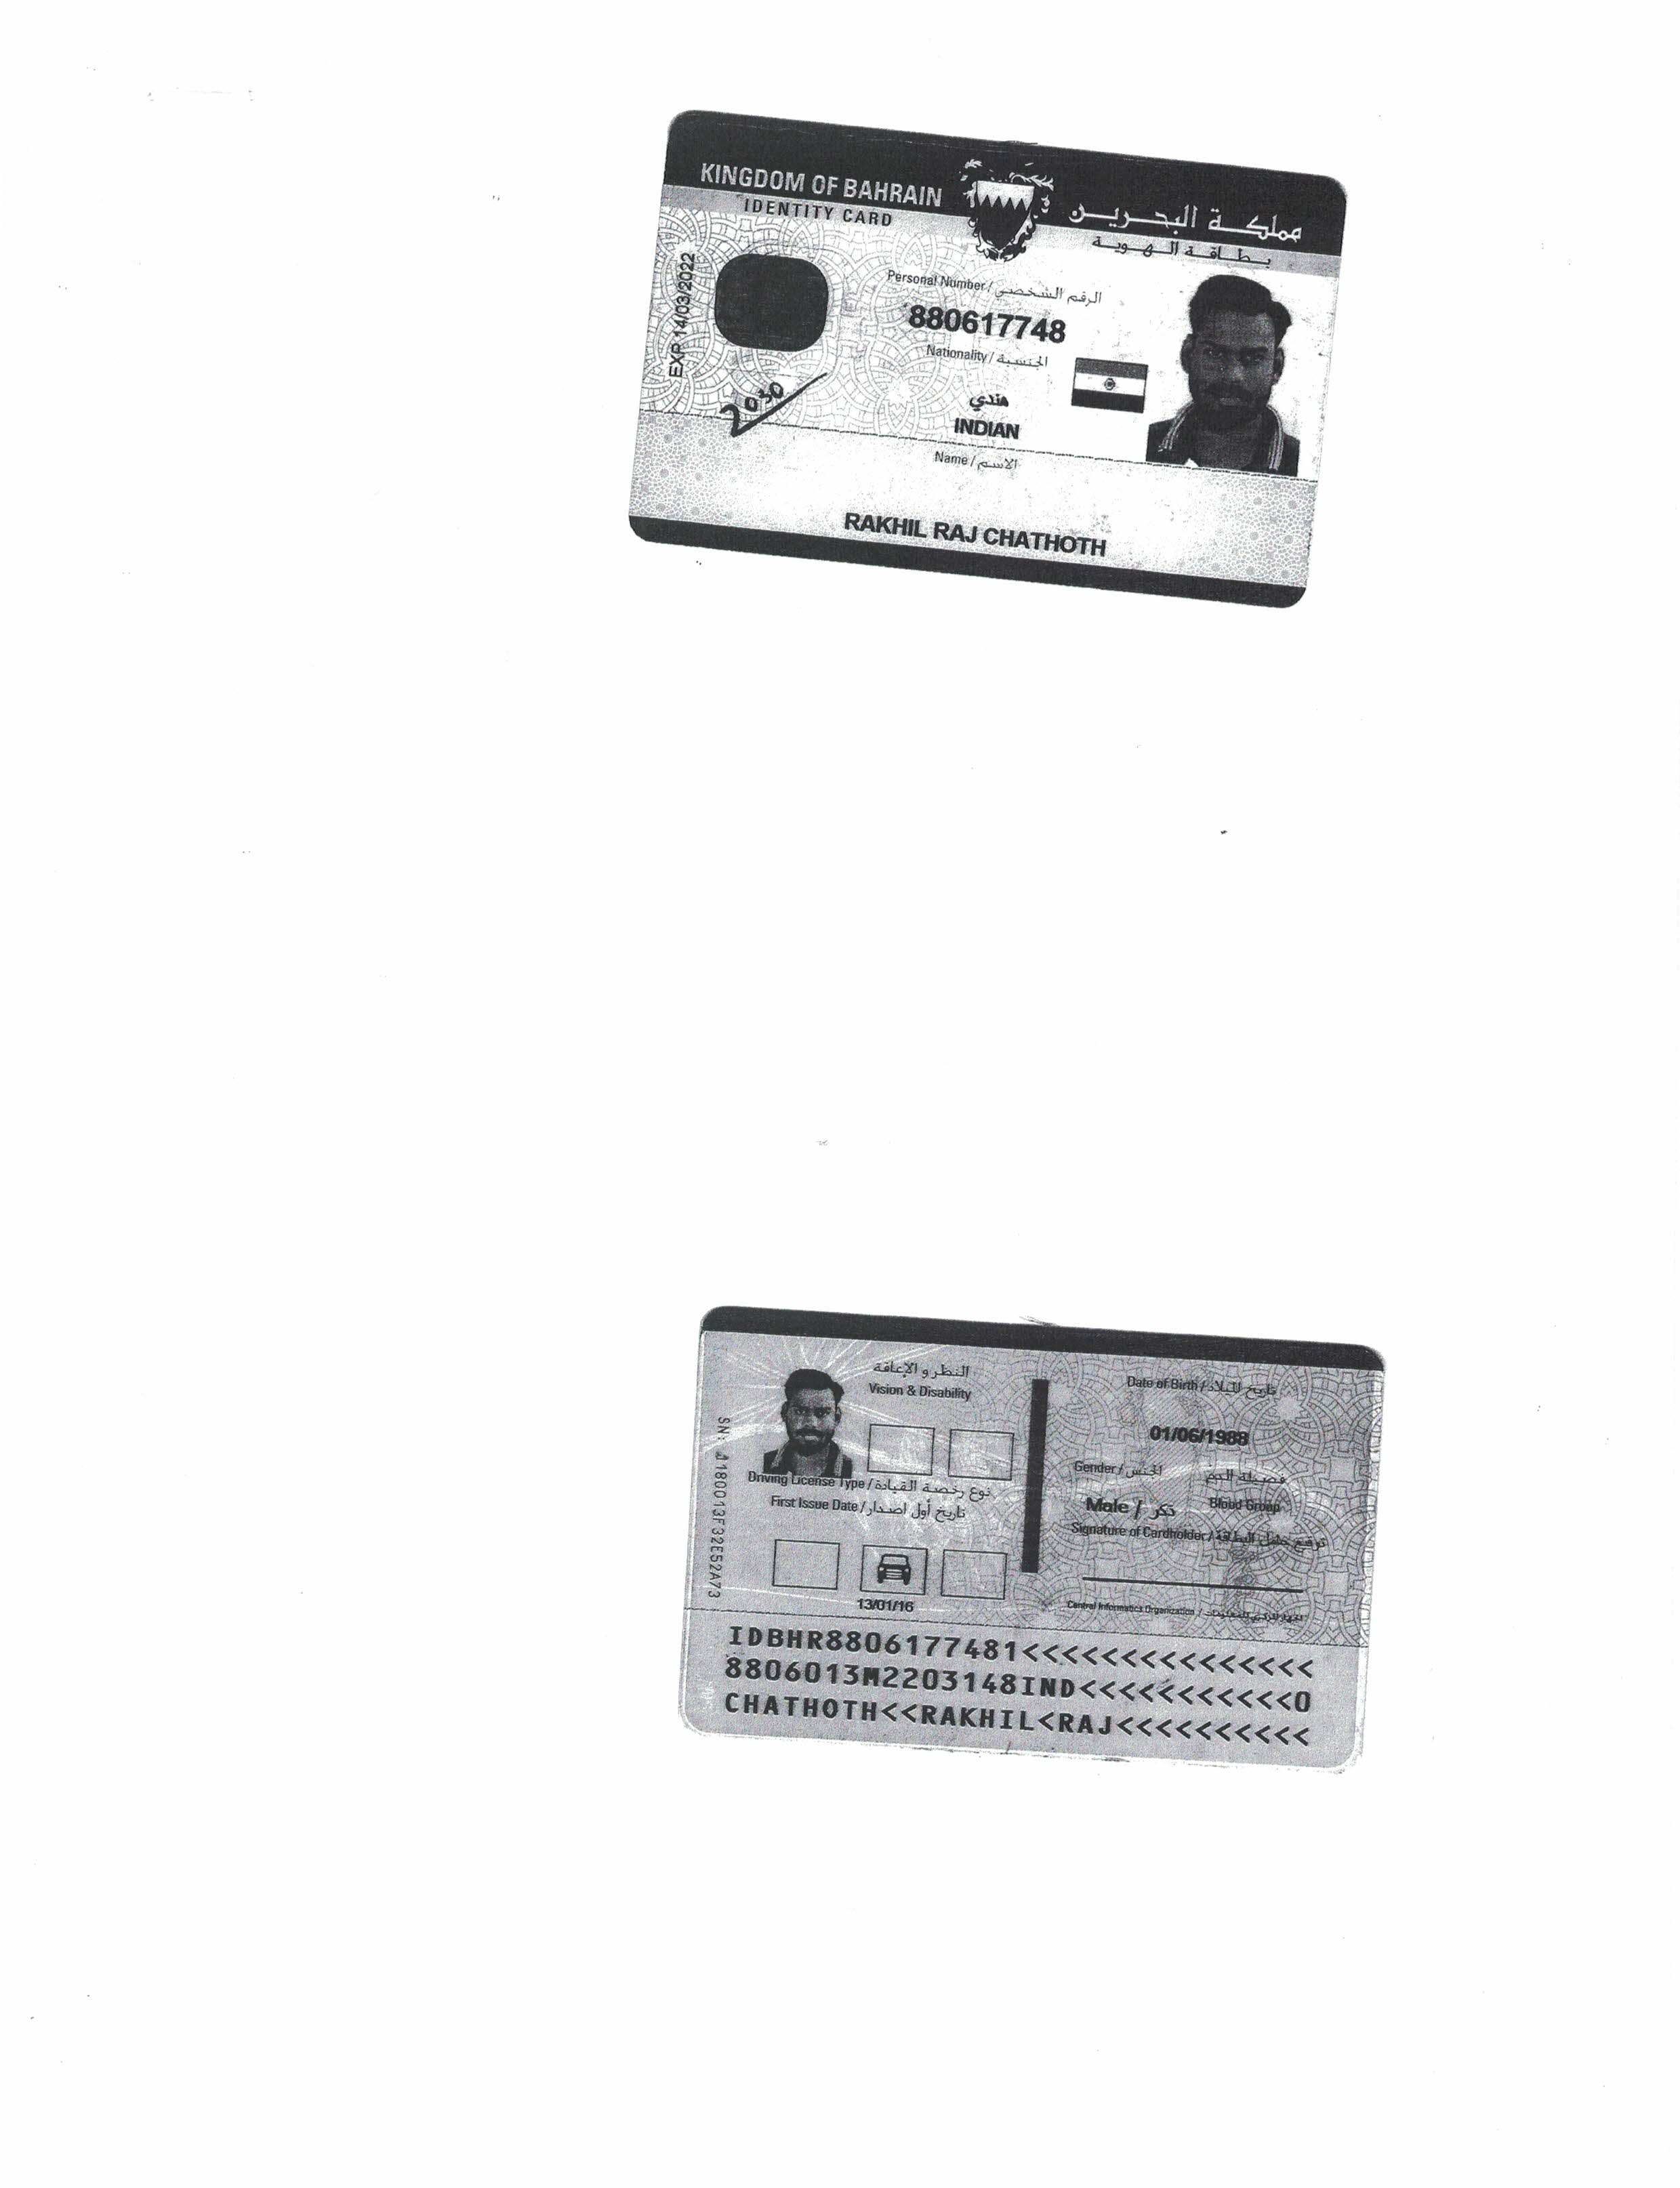 KINGDOM OF BAHRAIN
مملكة البحرين
IDENTITY CARD
بطاقة الهوية
EXP 14/03/2022
Personal Number / الرقم الشخصي
880617748
Nationality / الجنسية
هندي
INDIAN
2030
Name / الاسم
RAKHIL RAJ CHATHOTH
النظر و الإعاقة
Vision & Disability
Driving License Type / نوع رخصة القيادة
First Issue Date / تاريخ أول اصدار
13/01/16
Date of Birth / تاريخ الميلاد
01/06/1988
Gender / الجنس
فصيلة الدم
Male / ذكر
Blood Group
Signature of Cardholder / توقيع حامل البطاقة
Central Informatics Organization / الجهاز المركزي للمعلومات
IDBHR8806177481<<<<<<<<<<<<<<<
8806013M2203148IND<<<<<<<<<<<0
CHATHOTH<<RAKHIL<RAJ<<<<<<<<<<